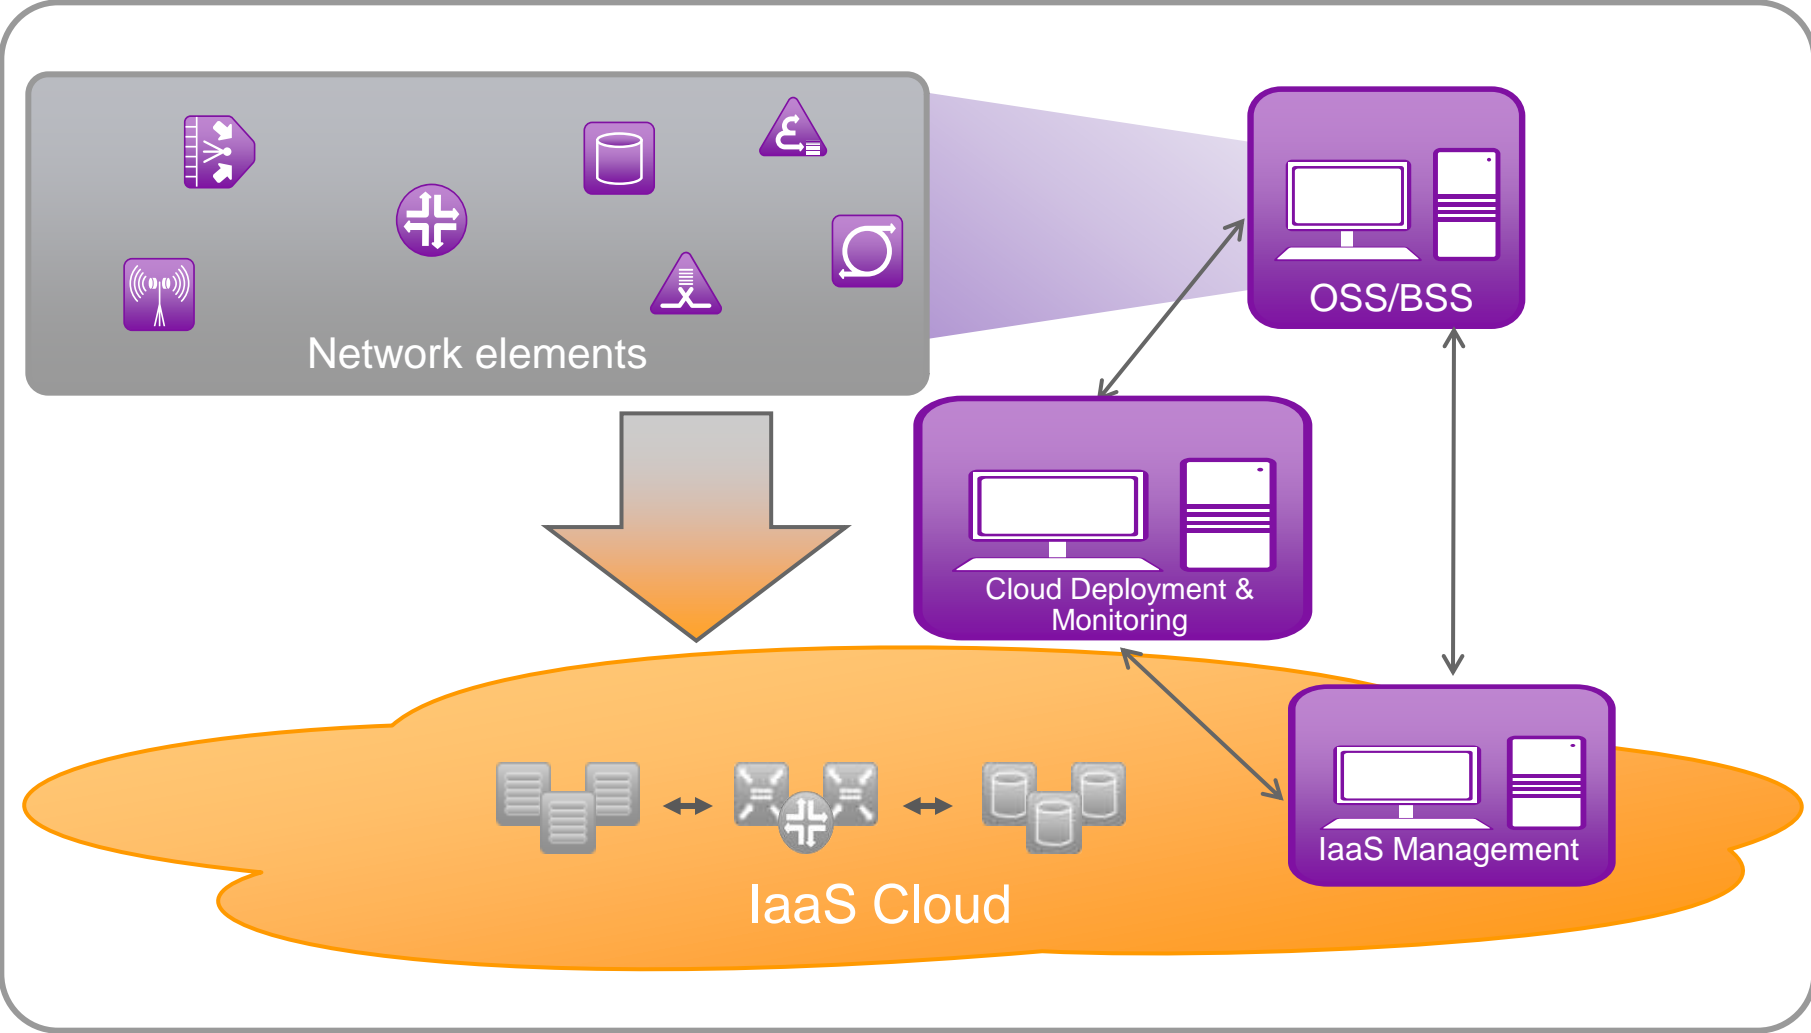 OSS/BSS
Network elements
Cloud Deployment &
Monitoring
IaaS Management
IaaS Cloud